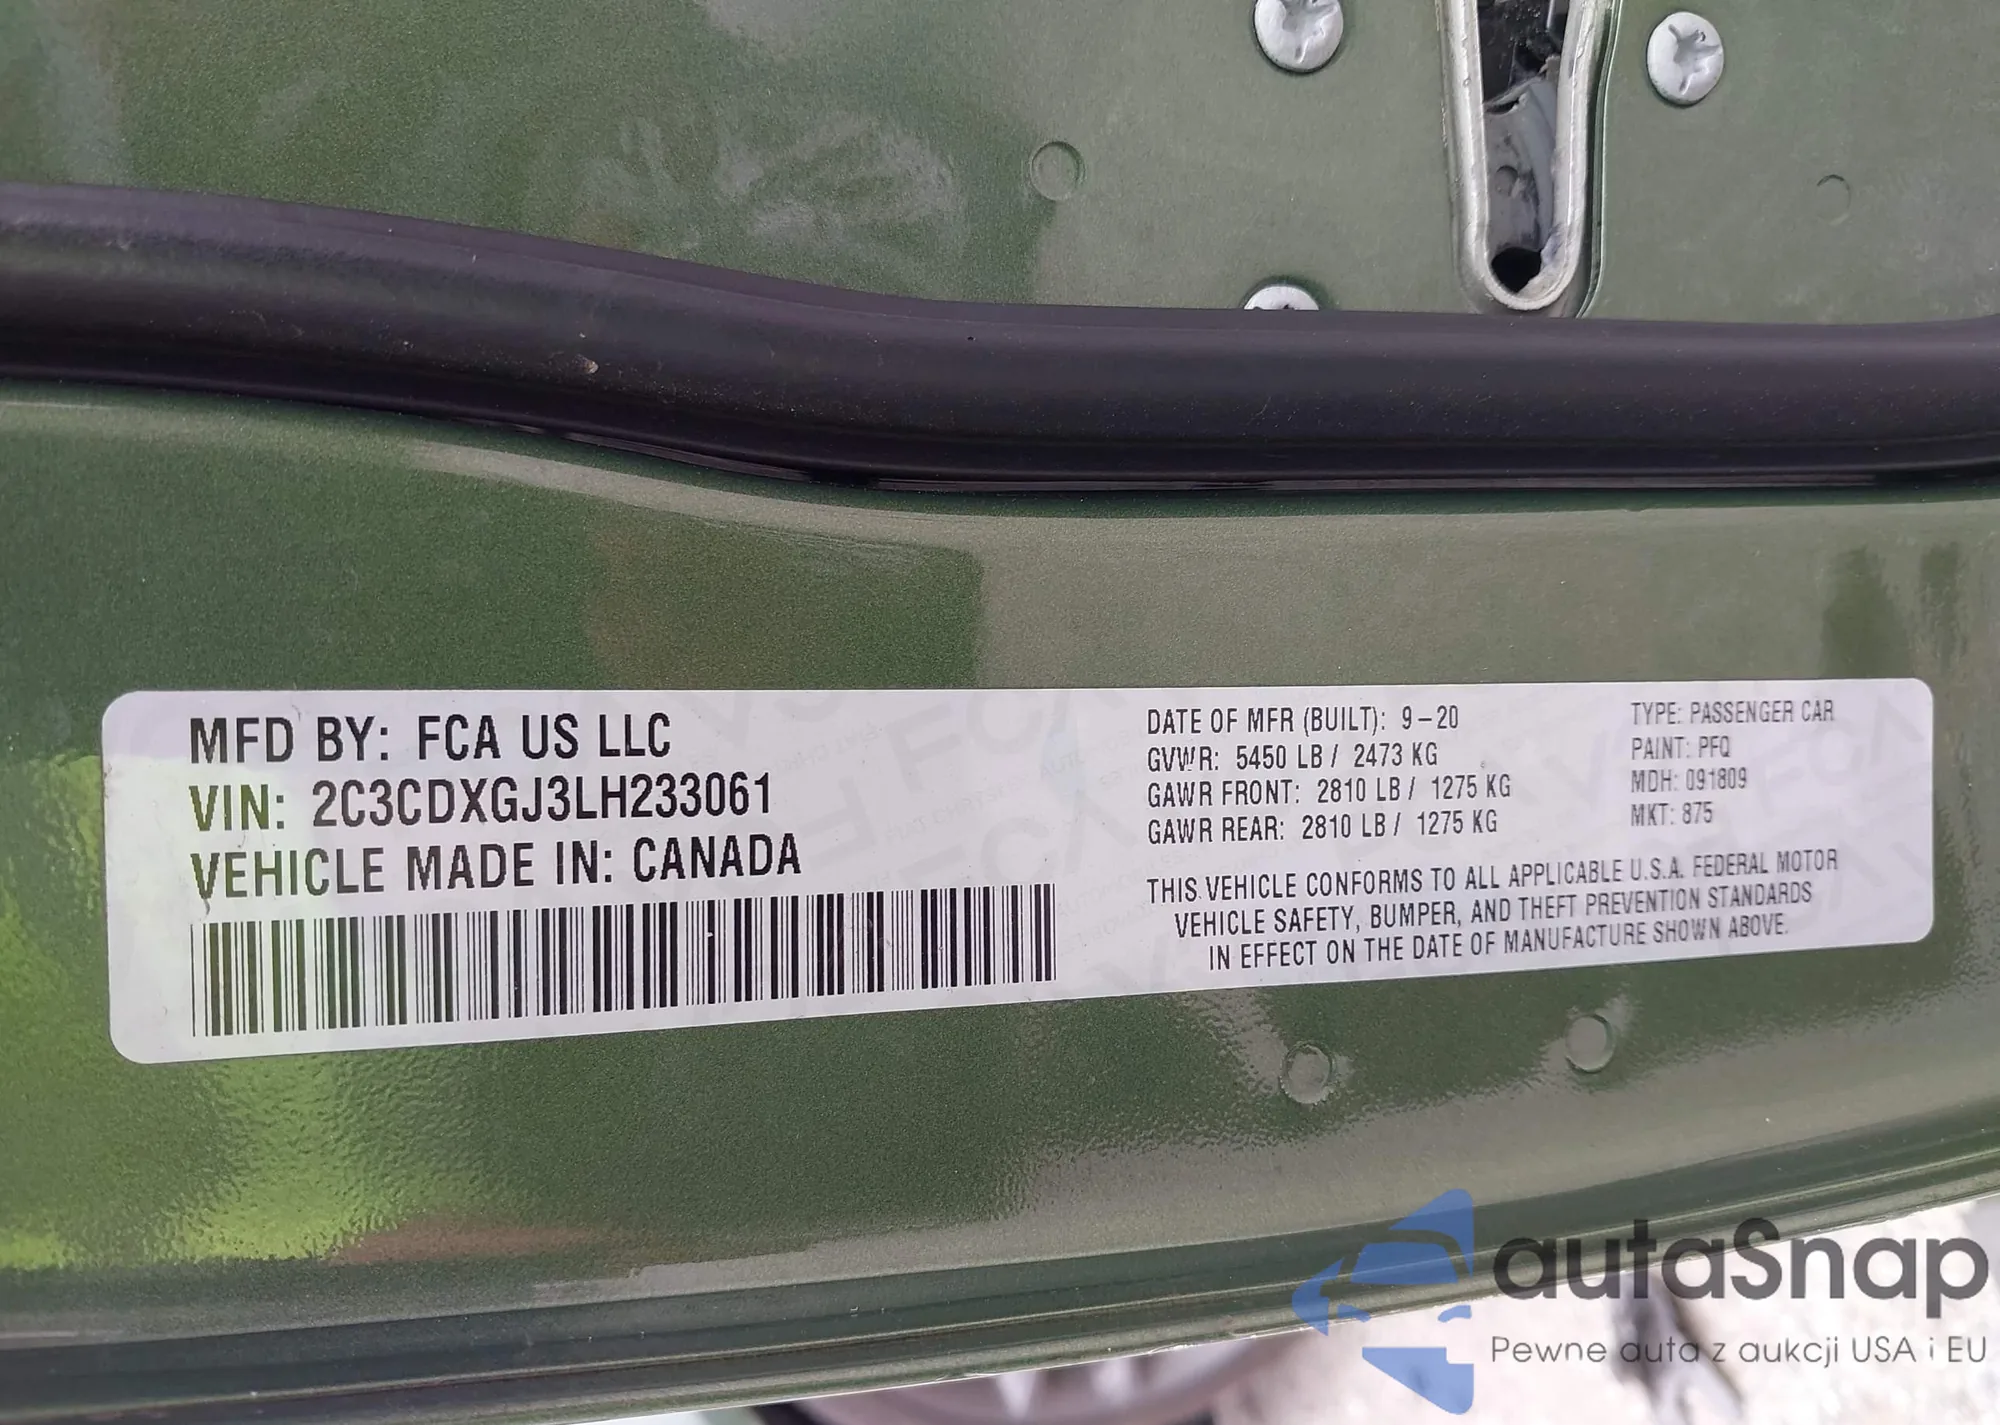 MFD BY: FCA US LLC
VIN: 2C3CDXGJ3LH233061
VEHICLE MADE IN: CANADA
DATE OF MFR (BUILT): 9-20
GVWR: 5450 LB / 2473 KG
GAWR FRONT: 2810 LB / 1275 KG
GAWR REAR: 2810 LB / 1275 KG
TYPE: PASSENGER CAR
PAINT: PFQ
MDH: 091809
MKT: 875
THIS VEHICLE CONFORMS TO ALL APPLICABLE U.S.A. FEDERAL MOTOR
VEHICLE SAFETY, BUMPER, AND THEFT PREVENTION STANDARDS
IN EFFECT ON THE DATE OF MANUFACTURE SHOWN ABOVE.
autaSnap
Pewne auta z aukcji USA i EU